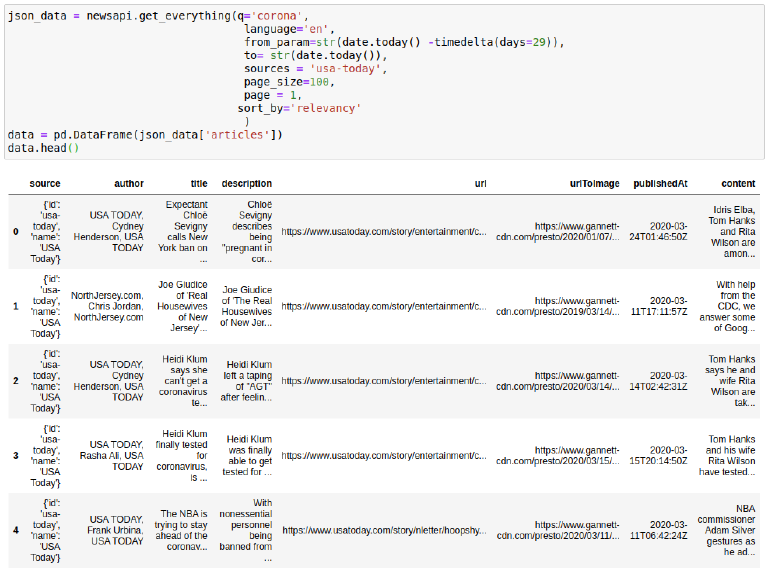 json_data = newsapi.get_everything(q='corona',
language='en',
from_param=str(date.today() -timedelta(days=29)),
to= str(date.today()),
sources = 'usa-today',
page_size=100,
page = 1,
sort_by='relevancy'
)
data = pd.DataFrame(json_data['articles'])
data.head()
source author title description url urlToImage publishedAt content
0
{'id':
'usa-
today',
'name':
'USA
Today'}
USA TODAY,
Cydney
Henderson, USA
TODAY
Expectant
Chloë
Sevigny
calls New
York ban on
...
Chloë
Sevigny
describes
being
"pregnant in
cor...
https://www.usatoday.com/story/entertainment/c...
https://www.gannett-
cdn.com/presto/2020/01/07/...
2020-03-
24T01:46:50Z
Idris Elba,
Tom Hanks
and Rita
Wilson are
amon...
1
{'id':
'usa-
today',
'name':
'USA
Today'}
NorthJersey.com,
Chris Jordan,
NorthJersey.com
Joe Giudice
of 'Real
Housewives
of New
Jersey'...
Joe Giudice
of 'The Real
Housewives
of New Jer...
https://www.usatoday.com/story/entertainment/c...
https://www.gannett-
cdn.com/presto/2019/03/14/...
2020-03-
11T17:11:57Z
With help
from the
CDC, we
answer some
of Goog...
2
{'id':
'usa-
today',
'name':
'USA
Today'}
USA TODAY,
Cydney
Henderson, USA
TODAY
Heidi Klum
says she
can't get a
coronavirus
te...
Heidi Klum
left a taping
of "AGT"
after feelin...
https://www.usatoday.com/story/entertainment/c...
https://www.gannett-
cdn.com/presto/2020/03/14/...
2020-03-
14T02:42:31Z
Tom Hanks
says he and
wife Rita
Wilson are
tak...
3
{'id':
'usa-
today',
'name':
'USA
Today'}
USA TODAY,
Rasha Ali, USA
TODAY
Heidi Klum
finally tested
for
coronavirus,
is ...
Heidi Klum
was finally
able to get
tested for ...
https://www.usatoday.com/story/entertainment/c...
https://www.gannett-
cdn.com/presto/2020/03/15/...
2020-03-
15T20:14:50Z
Tom Hanks
and his wife
Rita Wilson
have tested...
4
{'id':
'usa-
today',
'name':
'USA
Today'}
USA TODAY,
Frank Urbina,
USA TODAY
The NBA is
trying to stay
ahead of the
coronav...
With
nonessential
personnel
being
banned from
...
https://www.usatoday.com/story/nletter/hoopshy...
https://www.gannett-
cdn.com/presto/2020/03/11/...
2020-03-
11T06:42:24Z
NBA
commissioner
Adam Silver
gestures as
he ad...